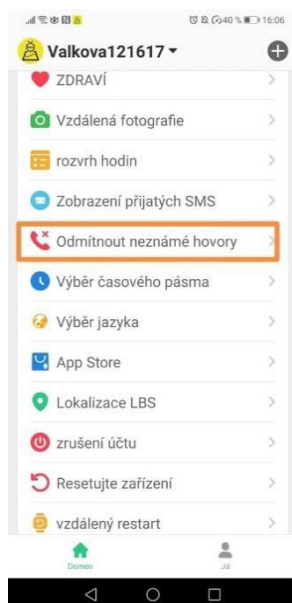 40 % 16:06
Valkova121617
ZDRAVÍ
Vzdálená fotografie
rozvrh hodin
Zobrazení přijatých SMS
Odmítnout neznámé hovory
Výběr časového pásma
Výběr jazyka
App Store
Lokalizace LBS
zrušení účtu
Resetujte zařízení
vzdálený restart
Domov
Já